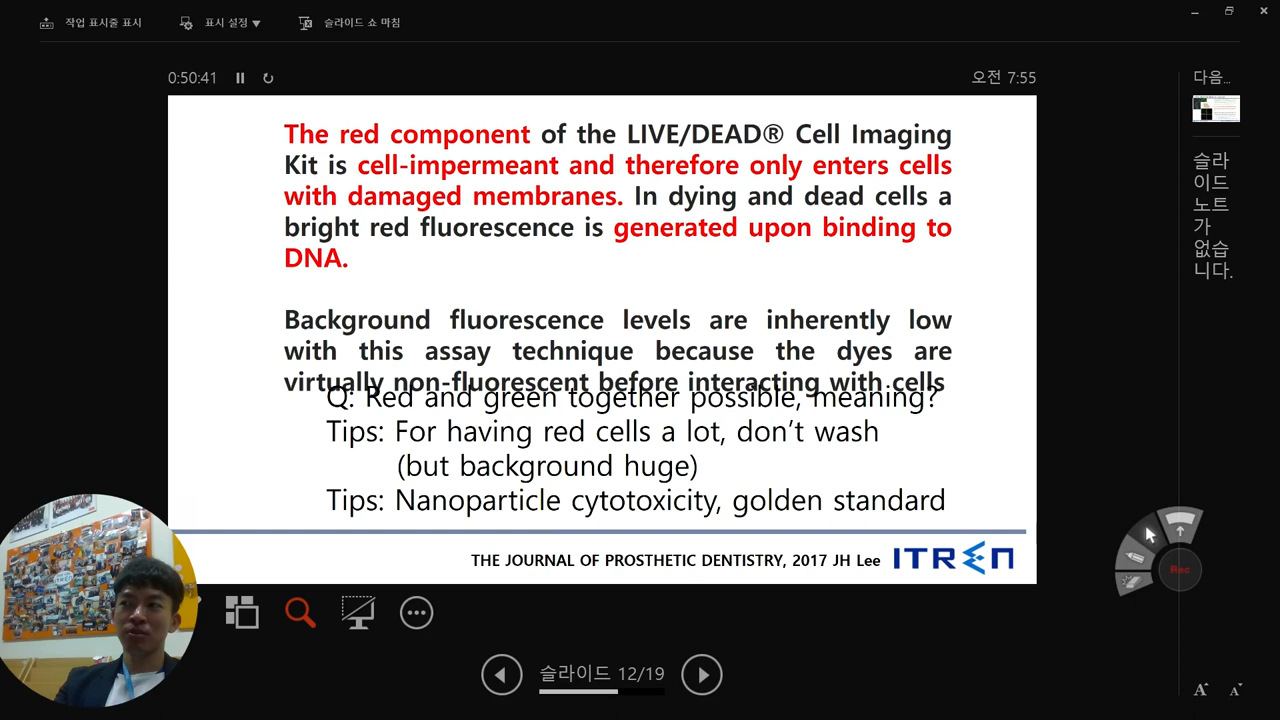 작업 표시줄 표시
표시 설정
슬라이드 쇼 마침
0:50:41
오전 7:55
다음...
The red component of the LIVE/DEAD® Cell Imaging
Kit is cell-impermeant and therefore only enters cells
with damaged membranes. In dying and dead cells a
bright red fluorescence is generated upon binding to
DNA.
Background fluorescence levels are inherently low
with this assay technique because the dyes are
virtually non-fluorescent before interacting with cells
Q: Red and green together possible, meaning?
Tips: For having red cells a lot, don't wash
(but background huge)
Tips: Nanoparticle cytotoxicity, golden standard
THE JOURNAL OF PROSTHETIC DENTISTRY, 2017 JH Lee
ITREN
슬라
이드
노트
가
없습
니다.
Rec
ITREN
슬라이드 12/19
A
A